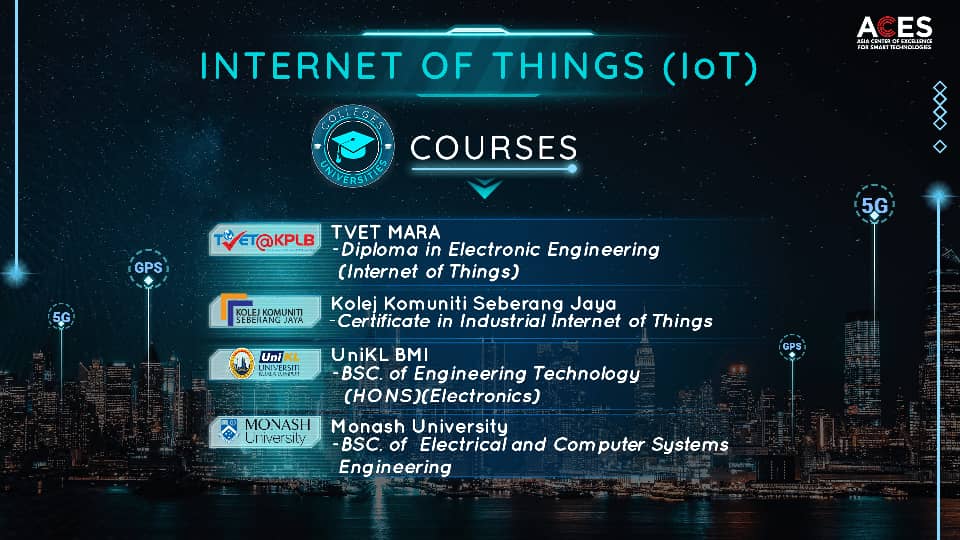 ACES
ASIA CENTER OF EXCELLENCE
FOR SMART TECHNOLOGIES
INTERNET OF THINGS (IoT)
COLLEGES
UNIVERSITIES
COURSES
5G
GPS
5G
GPS
TVET@KPLB
TVET MARA
-Diploma in Electronic Engineering
(Internet of Things)
KOLEJ KOMUNITI
SEBERANG JAYA
Kolej Komuniti Seberang Jaya
-Certificate in Industrial Internet of Things
UniKL
UNIVERSITI
KUALA LUMPUR
UniKL BMI
-BSC. of Engineering Technology
(HONS)(Electronics)
MONASH
University
Monash University
-BSC. of Electrical and Computer Systems
Engineering